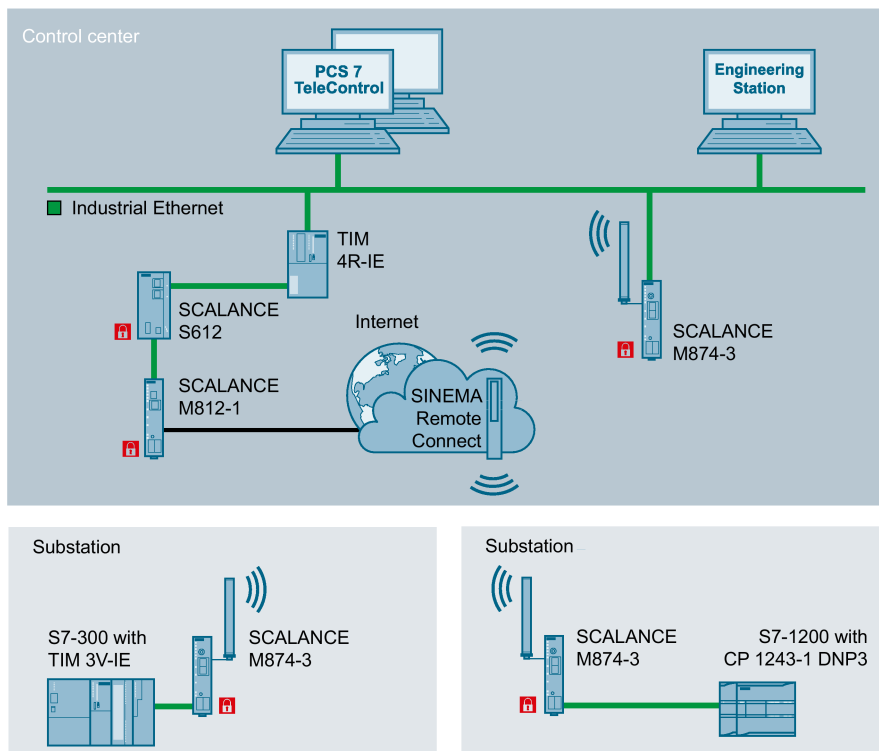 Control center
PCS 7
TeleControl
Engineering
Station
Industrial Ethernet
TIM
4R-IE
SCALANCE
S612
Internet
SCALANCE
M874-3
SCALANCE
M812-1
SINEMA
Remote
Connect
Substation
S7-300 with
TIM 3V-IE
SCALANCE
M874-3
Substation
SCALANCE
M874-3
S7-1200 with
CP 1243-1 DNP3